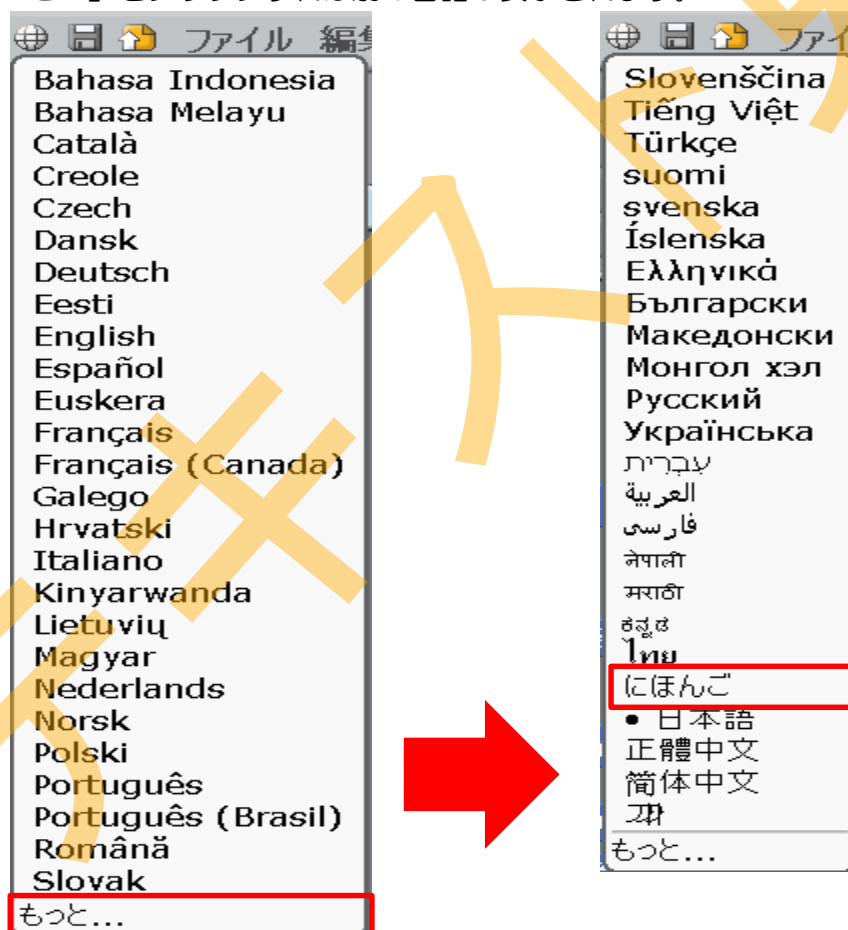 ファイル 編
Bahasa Indonesia
Bahasa Melayu
Català
Creole
Czech
Dansk
Deutsch
Eesti
English
Español
Euskera
Français
Français (Canada)
Galego
Hrvatski
Italiano
Kinyarwanda
Lietuvių
Magyar
Nederlands
Norsk
Polski
Português
Português (Brasil)
Română
Slovak
もっと...
ファイ
Slovenščina
Tiếng Việt
Türkçe
suomi
svenska
Íslenska
Ελληνικά
Български
Македонски
Монгол хэл
Русский
Українська
עִבְרִית
العربية
فارسی
नेपाली
मराठी
ಕನ್ನಡ
ไทย
にほんご
• 日本語
正體中文
简体中文
もっと...